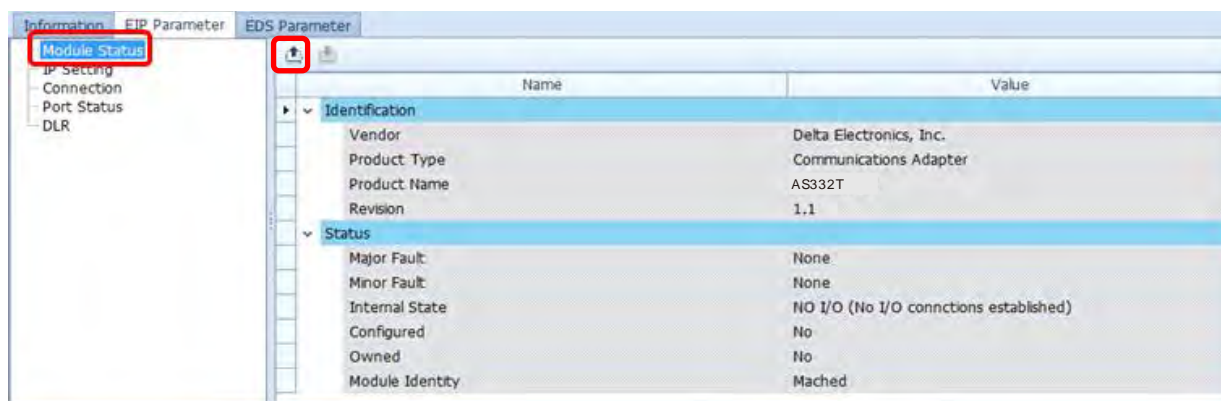 Information EIP Parameter EDS Parameter
Module Status
IP Setting
Connection
Port Status
DLR
Name Value
Identification
Vendor Delta Electronics, Inc.
Product Type Communications Adapter
Product Name AS332T
Revision 1.1
Status
Major Fault None
Minor Fault None
Internal State NO I/O (No I/O connctions established)
Configured No
Owned No
Module Identity Mached